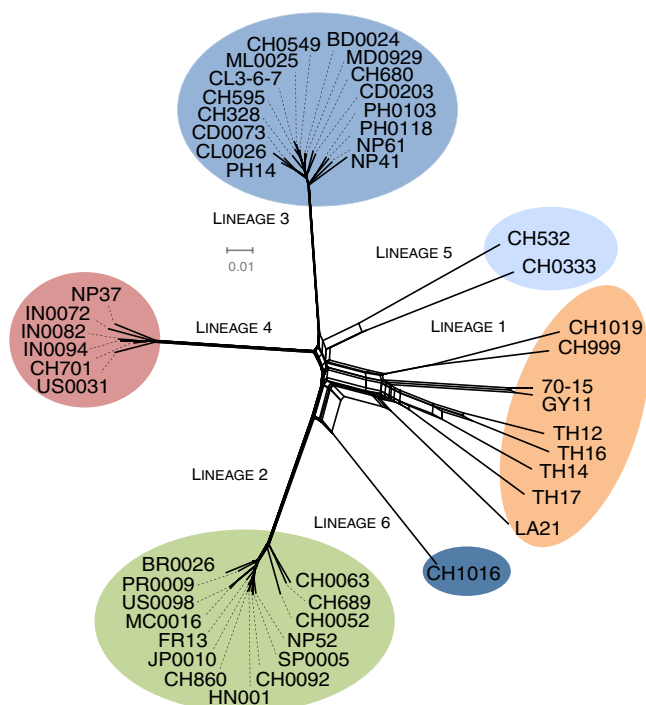 CH0549
BD0024
ML0025
MD0929
CL3-6-7
CH680
CH595
CD0203
CH328
PH0103
CD0073
PH0118
CL0026
NP61
PH14
NP41
LINEAGE 3
0.01
LINEAGE 5
CH532
CH0333
NP37
IN0072
IN0082
IN0094
CH701
US0031
LINEAGE 4
LINEAGE 1
CH1019
CH999
70-15
GY11
TH12
TH16
TH14
TH17
LA21
LINEAGE 2
LINEAGE 6
CH1016
BR0026
PR0009
US0098
MC0016
FR13
JP0010
CH860
HN001
CH0063
CH689
CH0052
NP52
SP0005
CH0092